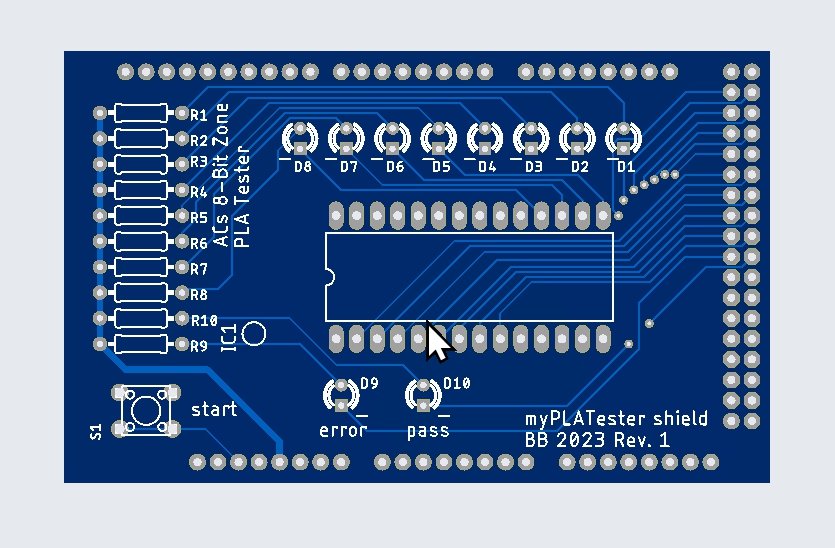 R1
R2
R3
R4
R5
R6
R7
R8
R10
R9
ACs 8-Bit Zone
PLA Tester
D8
D7
D6
D5
D4
D3
D2
D1
IC1
D9
D10
error
pass
S1
start
myPLATester shield
BB 2023 Rev. 1